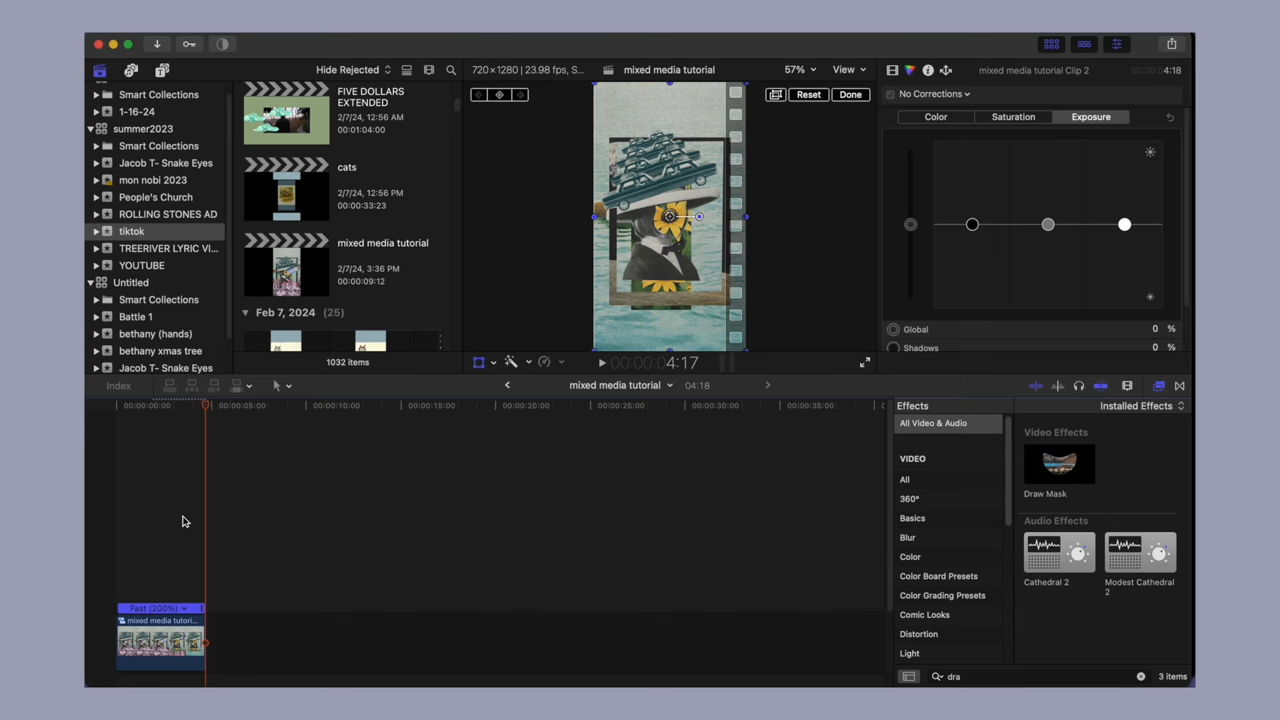 Hide Rejected
720×1280 | 23.98 fps, S...
mixed media tutorial
57%
View
mixed media tutorial Clip 2
4:18
Smart Collections
1-16-24
summer2023
Smart Collections
Jacob T- Snake Eyes
mon nobi 2023
People's Church
ROLLING STONES AD
tiktok
TREERIVER LYRIC VI...
YOUTUBE
Untitled
Smart Collections
Battle 1
bethany (hands)
bethany xmas tree
Jacob T- Snake Eyes
FIVE DOLLARS
EXTENDED
2/7/24, 12:56 AM
00:01:04:00
cats
2/7/24, 12:56 PM
00:00:33:23
mixed media tutorial
2/7/24, 3:36 PM
00:00:09:12
Feb 7, 2024 (25)
1032 items
Reset
Done
00:00:04:17
No Corrections
Color
Saturation
Exposure
Global
0 %
Shadows
0 %
Index
mixed media tutorial
04:18
00:00:00:00
00:00:05:00
00:00:10:00
00:00:15:00
00:00:20:00
00:00:25:00
00:00:30:00
00:00:35:00
Fast (200%)
mixed media tutori...
Effects
Installed Effects
All Video & Audio
VIDEO
All
360°
Basics
Blur
Color
Color Board Presets
Color Grading Presets
Comic Looks
Distortion
Light
Video Effects
Draw Mask
Audio Effects
Cathedral 2
Modest Cathedral
2
dra
3 items